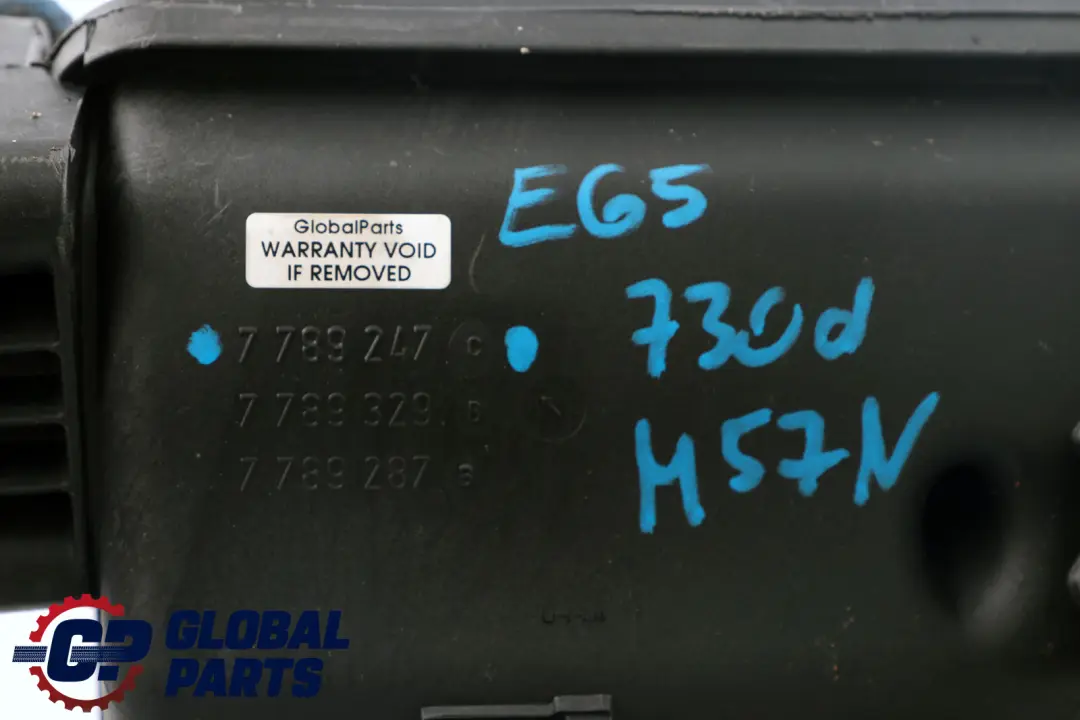 GlobalParts
WARRANTY VOID
IF REMOVED
E65
730d
M57N
7 789 247 C
7 789 329 D
7 789 287 B
GP GLOBAL
PARTS